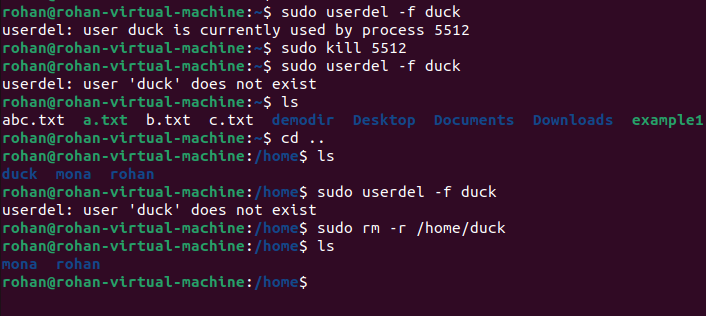 rohan@rohan-virtual-machine:~$ sudo userdel -f duck
userdel: user duck is currently used by process 5512
rohan@rohan-virtual-machine:~$ sudo kill 5512
rohan@rohan-virtual-machine:~$ sudo userdel -f duck
userdel: user 'duck' does not exist
rohan@rohan-virtual-machine:~$ ls
abc.txt  a.txt  b.txt  c.txt  demodir  Desktop  Documents  Downloads  example1
rohan@rohan-virtual-machine:~$ cd ..
rohan@rohan-virtual-machine:/home$ ls
duck  mona  rohan
rohan@rohan-virtual-machine:/home$ sudo userdel -f duck
userdel: user 'duck' does not exist
rohan@rohan-virtual-machine:/home$ sudo rm -r /home/duck
rohan@rohan-virtual-machine:/home$ ls
mona  rohan
rohan@rohan-virtual-machine:/home$